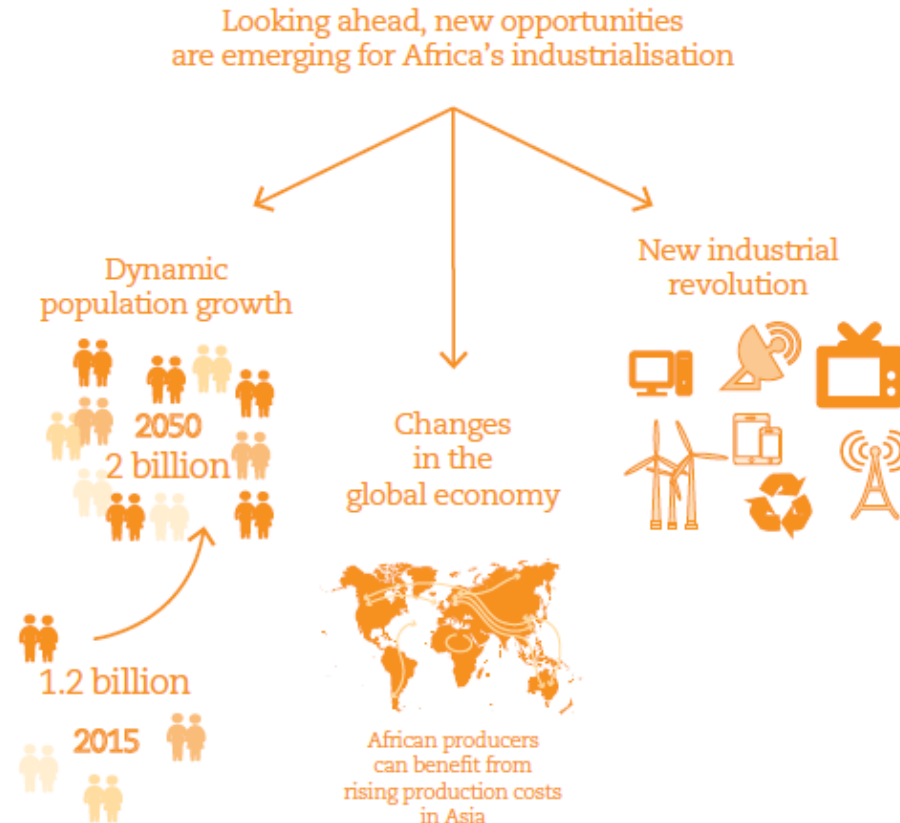 Looking ahead, new opportunities
are emerging for Africa's industrialisation
Dynamic
population growth
2050
2 billion
1.2 billion
2015
Changes
in the
global economy
African producers
can benefit from
rising production costs
in Asia
New industrial
revolution